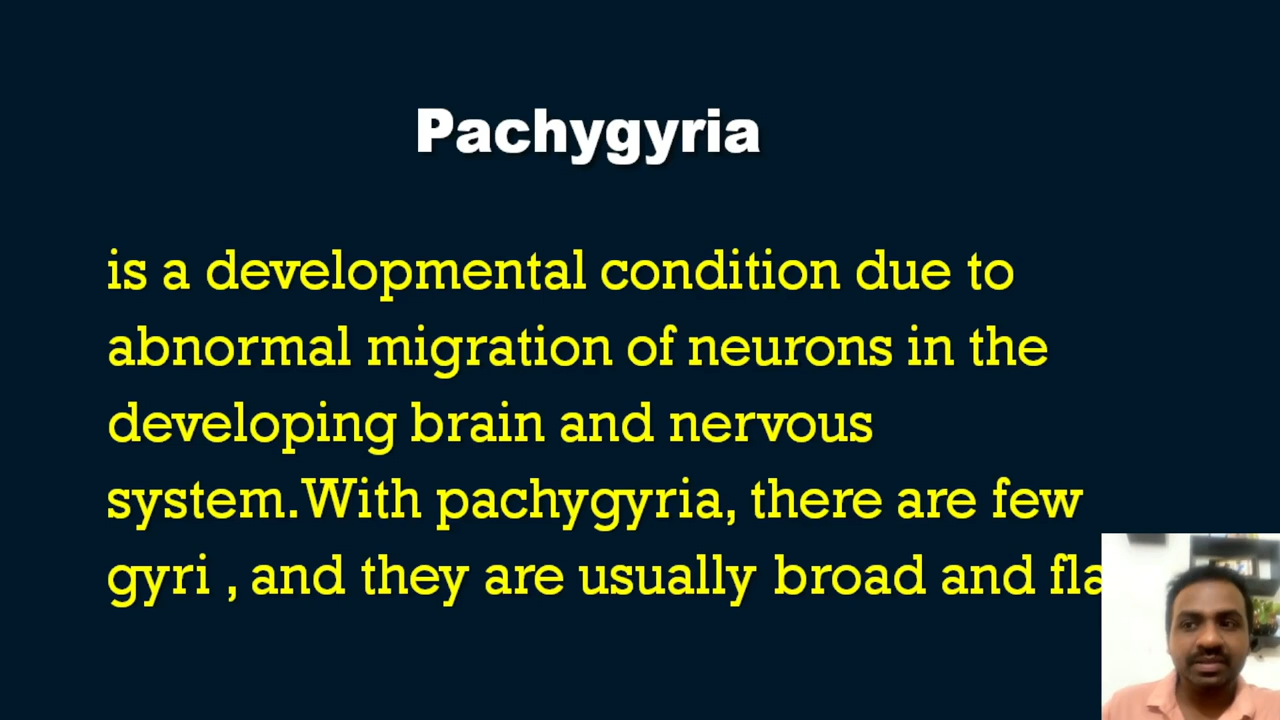 Pachygyria
is a developmental condition due to
abnormal migration of neurons in the
developing brain and nervous
system.With pachygyria, there are few
gyri , and they are usually broad and